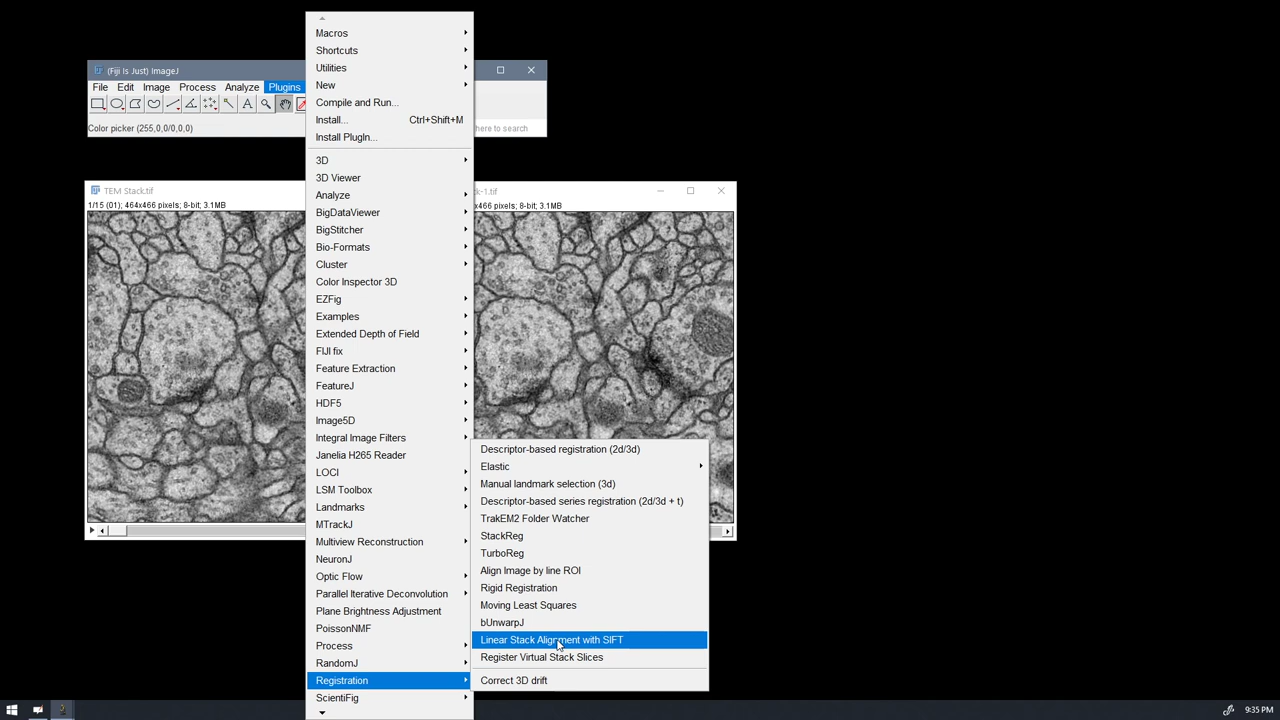 (Fiji Is Just) ImageJ
File Edit Image Process Analyze Plugins
here to search
Color picker (255,0,0/0,0,0)
Macros
Shortcuts
Utilities
New
Compile and Run...
Install... Ctrl+Shift+M
Install PlugIn...
3D
3D Viewer
Analyze
BigDataViewer
BigStitcher
Bio-Formats
Cluster
Color Inspector 3D
EZFig
Examples
Extended Depth of Field
FIJI fix
Feature Extraction
FeatureJ
HDF5
Image5D
Integral Image Filters
Janelia H265 Reader
LOCI
LSM Toolbox
Landmarks
MTrackJ
Multiview Reconstruction
NeuronJ
Optic Flow
Parallel Iterative Deconvolution
Plane Brightness Adjustment
PoissonNMF
Process
RandomJ
Registration
ScientiFig
TEM Stack.tif
1/15 (01); 464x466 pixels; 8-bit; 3.1MB
k-1.tif
x466 pixels; 8-bit; 3.1MB
Descriptor-based registration (2d/3d)
Elastic
Manual landmark selection (3d)
Descriptor-based series registration (2d/3d + t)
TrakEM2 Folder Watcher
StackReg
TurboReg
Align Image by line ROI
Rigid Registration
Moving Least Squares
bUnwarpJ
Linear Stack Alignment with SIFT
Register Virtual Stack Slices
Correct 3D drift
9:35 PM